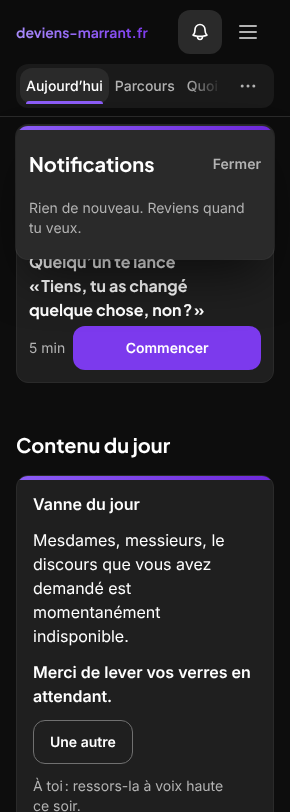 deviens-marrant.fr
Aujourd’hui Parcours Quoi
Notifications Fermer
Rien de nouveau. Reviens quand
tu veux.
Quelqu’un te lance
« Tiens, tu as changé
quelque chose, non ? »
5 min Commencer
Contenu du jour
Vanne du jour
Mesdames, messieurs, le
discours que vous avez
demandé est
momentanément
indisponible.
Merci de lever vos verres en
attendant.
Une autre
À toi : ressors-la à voix haute
ce soir.